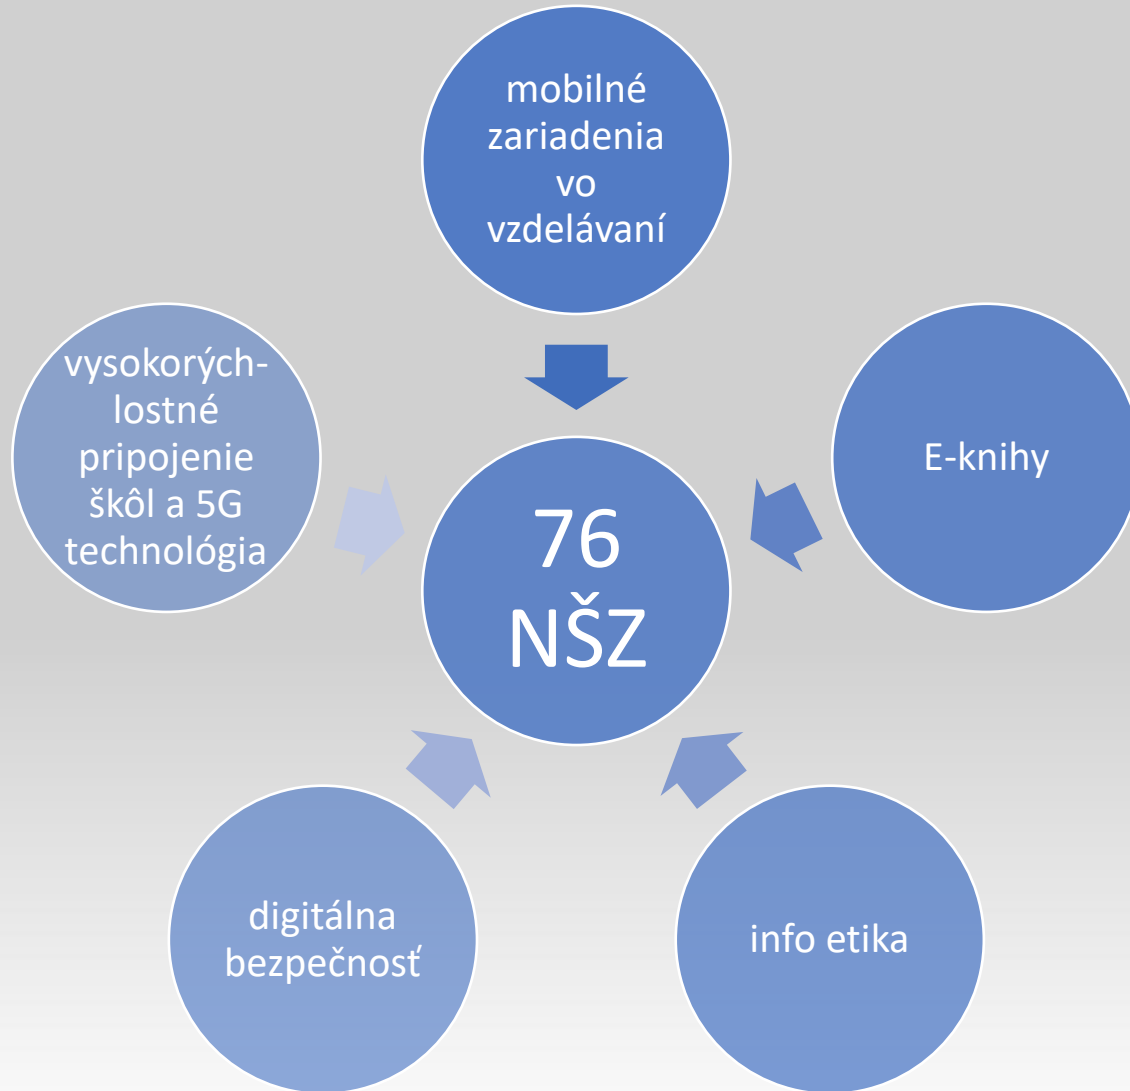 mobilné
zariadenia
vo
vzdelávaní
vysokorých-
lostné
pripojenie
škôl a 5G
technológia
E-knihy
76
NŠZ
digitálna
bezpečnosť
info etika